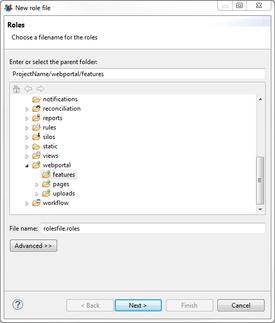 New role file
Roles
Choose a filename for the roles
Enter or select the parent folder:
ProjectName/webportal/features
notifications
reconciliation
reports
rules
silos
static
views
webportal
features
pages
uploads
workflow
File name: rolesfile.roles
Advanced >>
< Back Next > Finish Cancel